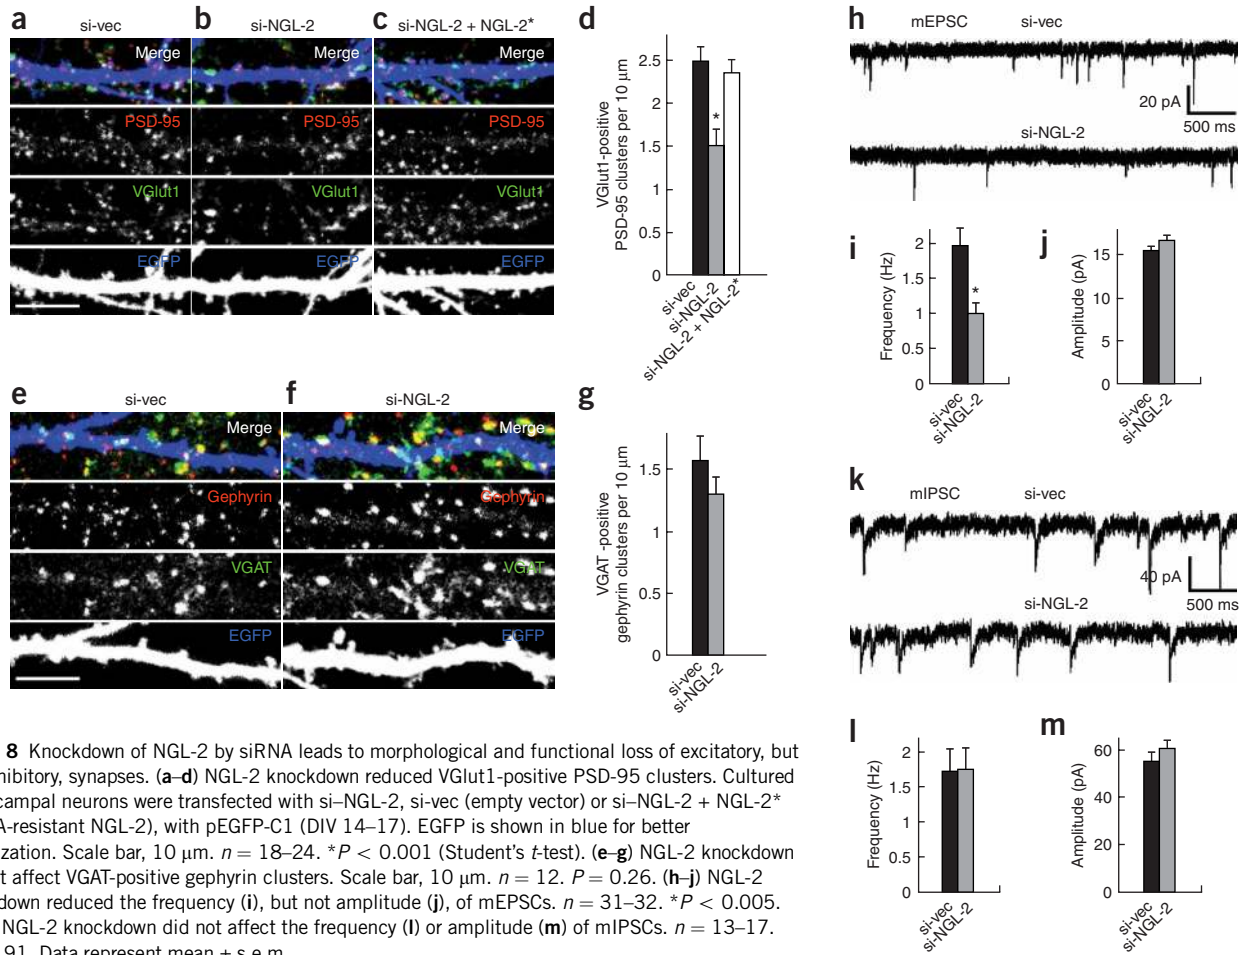 a
si-vec
b
si-NGL-2
c
si-NGL-2 + NGL-2*
Merge
Merge
Merge
PSD-95
PSD-95
PSD-95
VGlut1
VGlut1
VGlut1
EGFP
EGFP
EGFP
d
VGlut1-positive
PSD-95 clusters per 10 μm
2.5
2
1.5
1
0.5
0
*
si-vec
si-NGL-2
si-NGL-2 + NGL-2*
e
si-vec
f
si-NGL-2
Merge
Merge
Gephyrin
Gephyrin
VGAT
VGAT
EGFP
EGFP
g
VGAT -positive
gephyrin clusters per 10 μm
1.5
1
0.5
0
si-vec
si-NGL-2
h
mEPSC
si-vec
20 pA
500 ms
si-NGL-2
i
Frequency (Hz)
2
1
0.5
0
*
si-vec
si-NGL-2
j
Amplitude (pA)
15
10
15
0
si-vec
si-NGL-2
k
mIPSC
si-vec
40 pA
500 ms
si-NGL-2
l
Frequency (Hz)
2
1.5
1
0.5
0
si-vec
si-NGL-2
m
Amplitude (pA)
60
40
20
0
si-vec
si-NGL-2
8 Knockdown of NGL-2 by siRNA leads to morphological and functional loss of excitatory, but
hibitory, synapses. (a–d) NGL-2 knockdown reduced VGlut1-positive PSD-95 clusters. Cultured
campal neurons were transfected with si–NGL-2, si-vec (empty vector) or si–NGL-2 + NGL-2*
A-resistant NGL-2), with pEGFP-C1 (DIV 14–17). EGFP is shown in blue for better
ization. Scale bar, 10 μm. n = 18–24. *P < 0.001 (Student's t-test). (e–g) NGL-2 knockdown
t affect VGAT-positive gephyrin clusters. Scale bar, 10 μm. n = 12. P = 0.26. (h–j) NGL-2
down reduced the frequency (i), but not amplitude (j), of mEPSCs. n = 31–32. *P < 0.005.
NGL-2 knockdown did not affect the frequency (l) or amplitude (m) of mIPSCs. n = 13–17.
91. Data represent mean ± s.e.m.